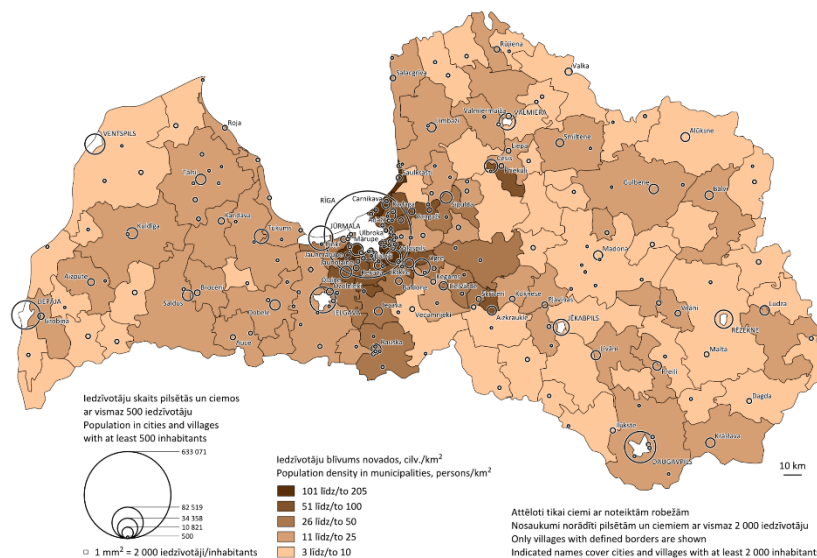 Rūjiena
Valka
Salacgrīva
Valmiermuiža
VALMIERA
Limbaži
Alūksne
Smiltene
VENTSPILS
Roja
Liepa
Cēsis
Priekuļi
Talsi
Saulkrasti
Gulbene
Balvi
RĪGA
Carnikava
Sigulda
Kandava
Kuldīga
JŪRMALA
Tukums
Ulbroka
Mārupe
Madona
Aizpute
Ogre
Ķegums
Lielvārde
Koknese
Pļaviņas
Brocēni
Saldus
LIEPĀJA
Grobiņa
Dobele
JELGAVA
Iecava
Vecumnieki
Aizkraukle
JĒKABPILS
Viļāni
Ludza
RĒZEKNE
Auce
Bauska
Līvāni
Malta
Preiļi
Dagda
Ilūkste
Krāslava
DAUGAVPILS
Iedzīvotāju skaits pilsētās un ciemos
ar vismaz 500 iedzīvotāju
Population in cities and villages
with at least 500 inhabitants
633 071
82 519
34 358
10 821
500
1 mm² = 2 000 iedzīvotāji/inhabitants
Iedzīvotāju blīvums novados, cilv./km²
Population density in municipalities, persons/km²
101 līdz/to 205
51 līdz/to 100
26 līdz/to 50
11 līdz/to 25
3 līdz/to 10
10 km
Attēloti tikai ciemi ar noteiktām robežām
Nosaukumi norādīti pilsētām un ciemiem ar vismaz 2 000 iedzīvotāju
Only villages with defined borders are shown
Indicated names cover cities and villages with at least 2 000 inhabitants